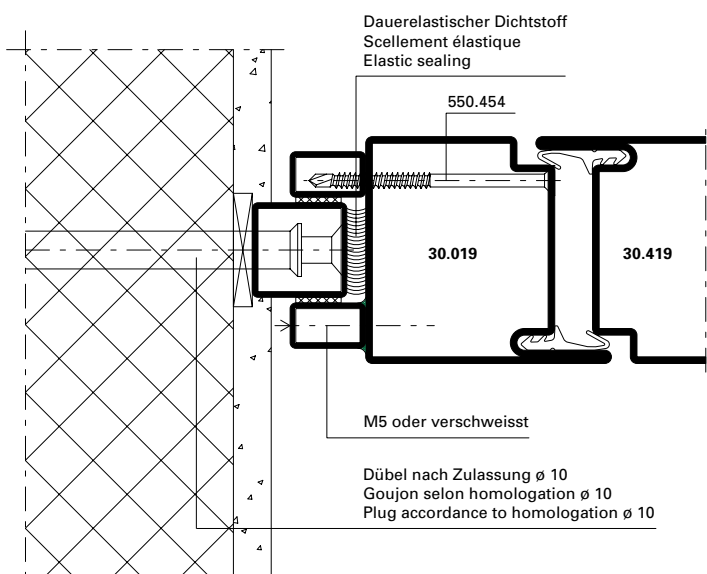 Dauerelastischer Dichtstoff
Scellement élastique
Elastic sealing
550.454
30.019
30.419
M5 oder verschweisst
Dübel nach Zulassung ø 10
Goujon selon homologation ø 10
Plug accordance to homologation ø 10